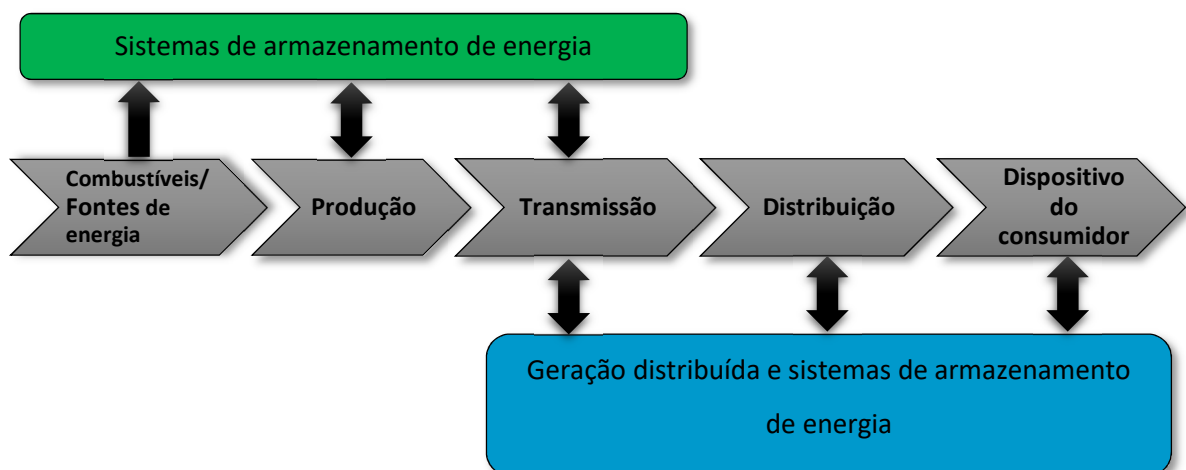 Sistemas de armazenamento de energia
Combustíveis/
Fontes de
energia
Produção
Transmissão
Distribuição
Dispositivo
do
consumidor
Geração distribuída e sistemas de armazenamento
de energia